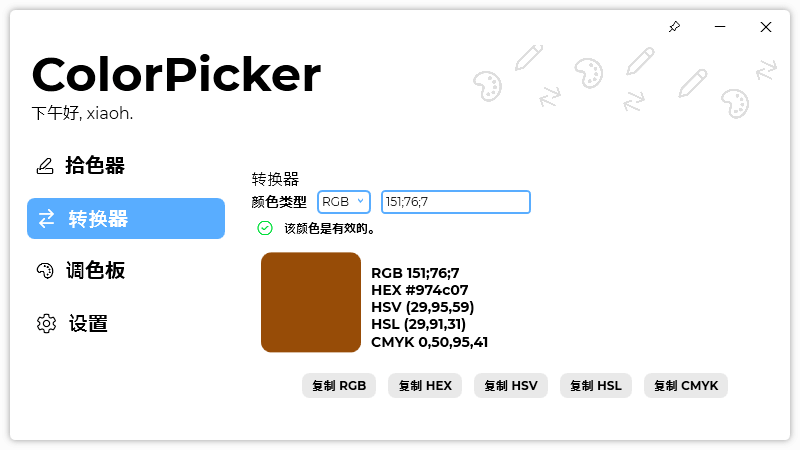 ColorPicker
下午好, xiaoh.
拾色器
转换器
调色板
设置
转换器
颜色类型 RGB 151;76;7
该颜色是有效的。
RGB 151;76;7
HEX #974c07
HSV (29,95,59)
HSL (29,91,31)
CMYK 0,50,95,41
复制 RGB 复制 HEX 复制 HSV 复制 HSL 复制 CMYK